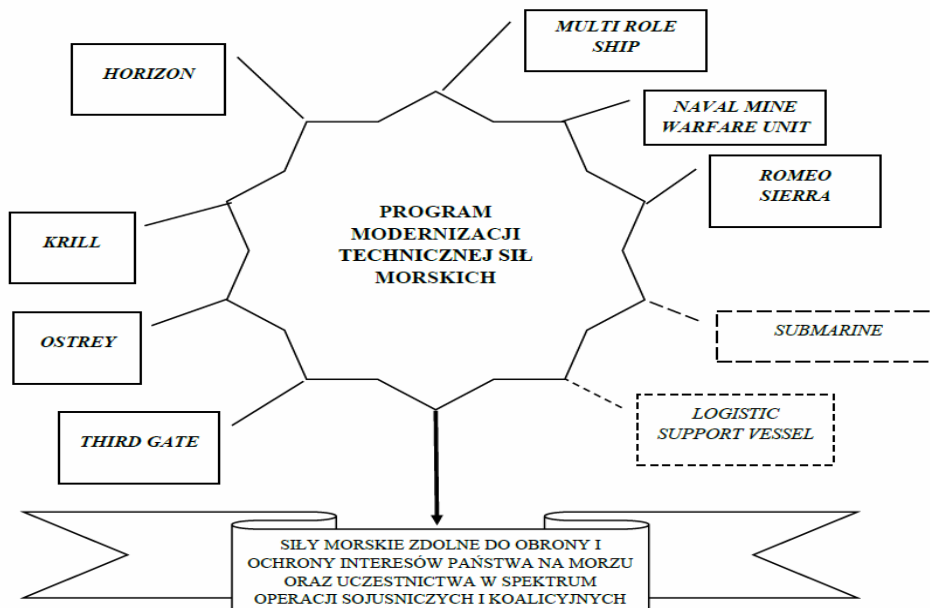 MULTI ROLE
SHIP
HORIZON
NAVAL MINE
WARFARE UNIT
ROMEO
SIERRA
PROGRAM
MODERNIZACJI
TECHNICZNEJ SIŁ
MORSKICH
KRILL
OSTREY
SUBMARINE
THIRD GATE
LOGISTIC
SUPPORT VESSEL
SIŁY MORSKIE ZDOLNE DO OBRONY I
OCHRONY INTERESÓW PAŃSTWA NA MORZU
ORAZ UCZESTNICTWA W SPEKTRUM
OPERACJI SOJUSNICZYCH I KOALICYJNYCH